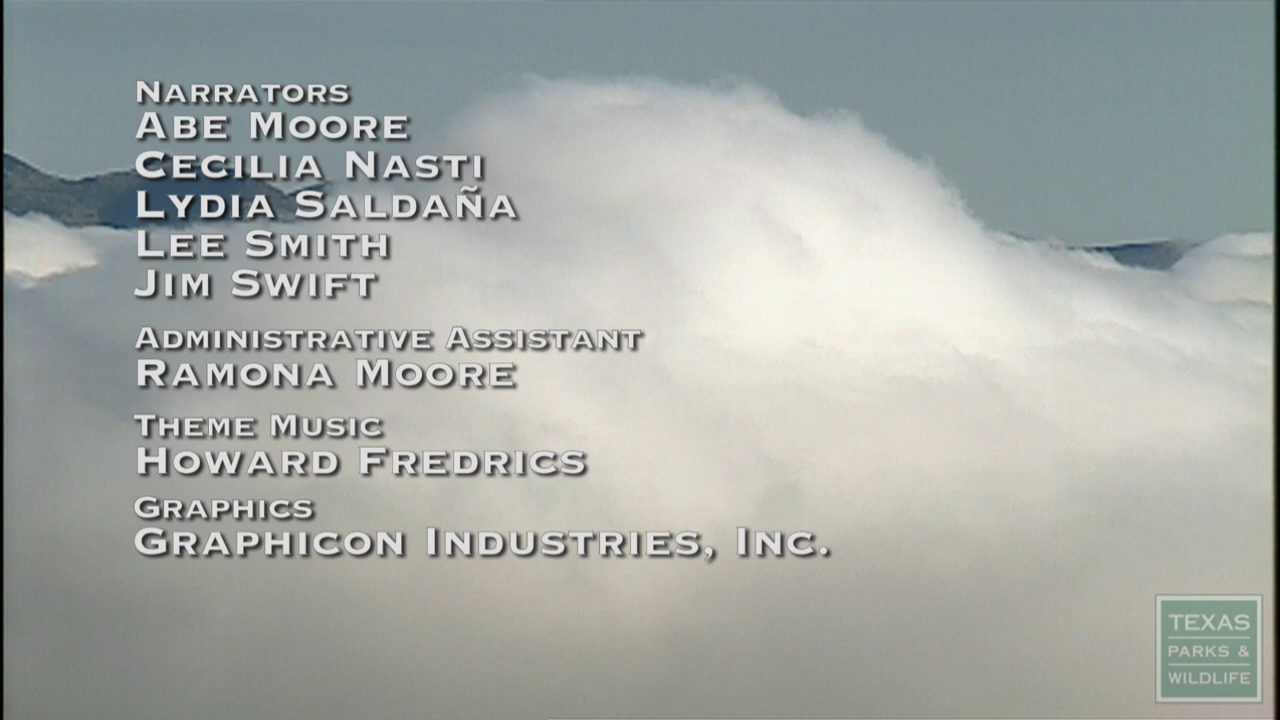 Narrators
Abe Moore
Cecilia Nasti
Lydia Saldaña
Lee Smith
Jim Swift
Administrative Assistant
Ramona Moore
Theme Music
Howard Fredrics
Graphics
Graphicon Industries, Inc.
TEXAS
PARKS &
WILDLIFE